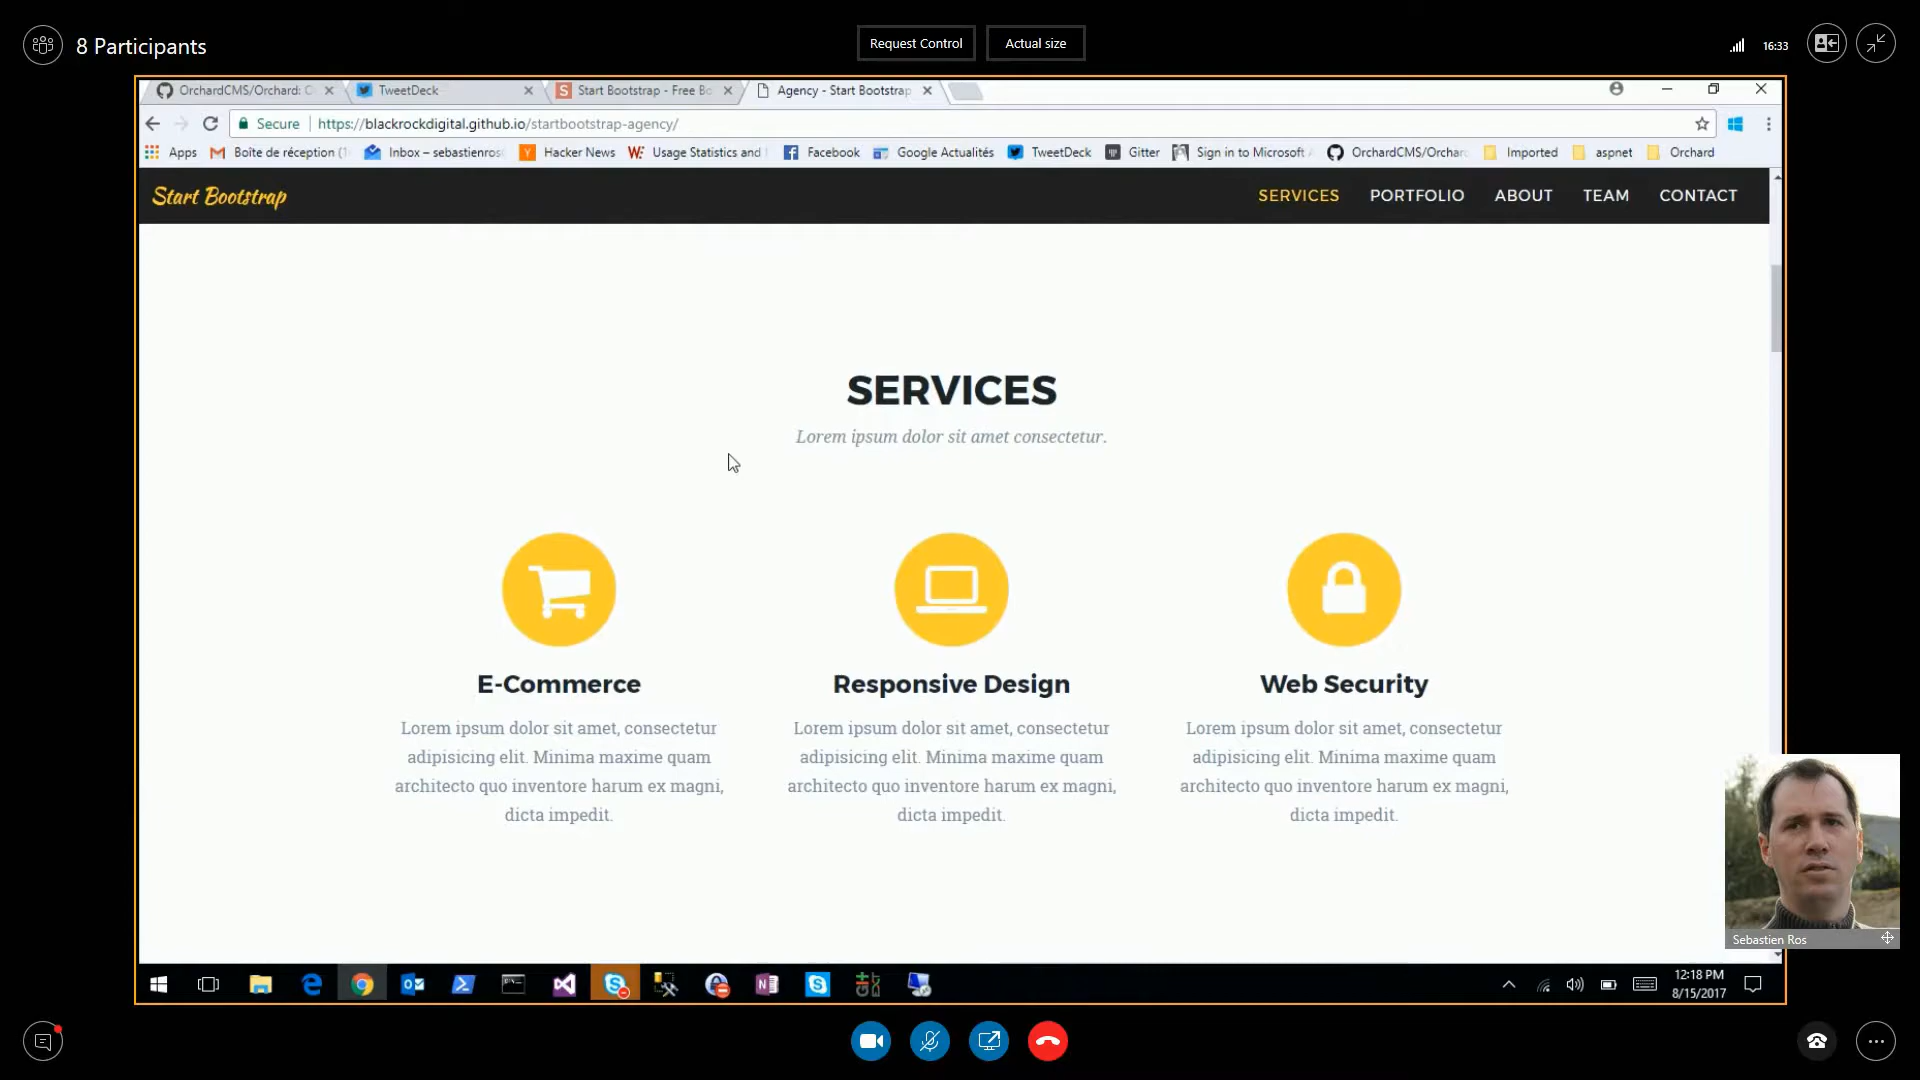 8 Participants
Request Control
Actual size
16:33
OrchardCMS/Orchard:
TweetDeck
Start Bootstrap - Free Bo
Agency - Start Bootstrap
Secure
https://blackrockdigital.github.io/startbootstrap-agency/
Apps
Boîte de réception (1
Inbox – sebastienros
Hacker News
Usage Statistics and
Facebook
Google Actualités
TweetDeck
Gitter
Sign in to Microsoft
OrchardCMS/Orchar
Imported
aspnet
Orchard
Start Bootstrap
SERVICES
PORTFOLIO
ABOUT
TEAM
CONTACT
SERVICES
Lorem ipsum dolor sit amet consectetur.
E-Commerce
Lorem ipsum dolor sit amet, consectetur
adipisicing elit. Minima maxime quam
architecto quo inventore harum ex magni,
dicta impedit.
Responsive Design
Lorem ipsum dolor sit amet, consectetur
adipisicing elit. Minima maxime quam
architecto quo inventore harum ex magni,
dicta impedit.
Web Security
Lorem ipsum dolor sit amet, consectetur
adipisicing elit. Minima maxime quam
architecto quo inventore harum ex magni,
dicta impedit.
Sebastien Ros
12:18 PM
8/15/2017